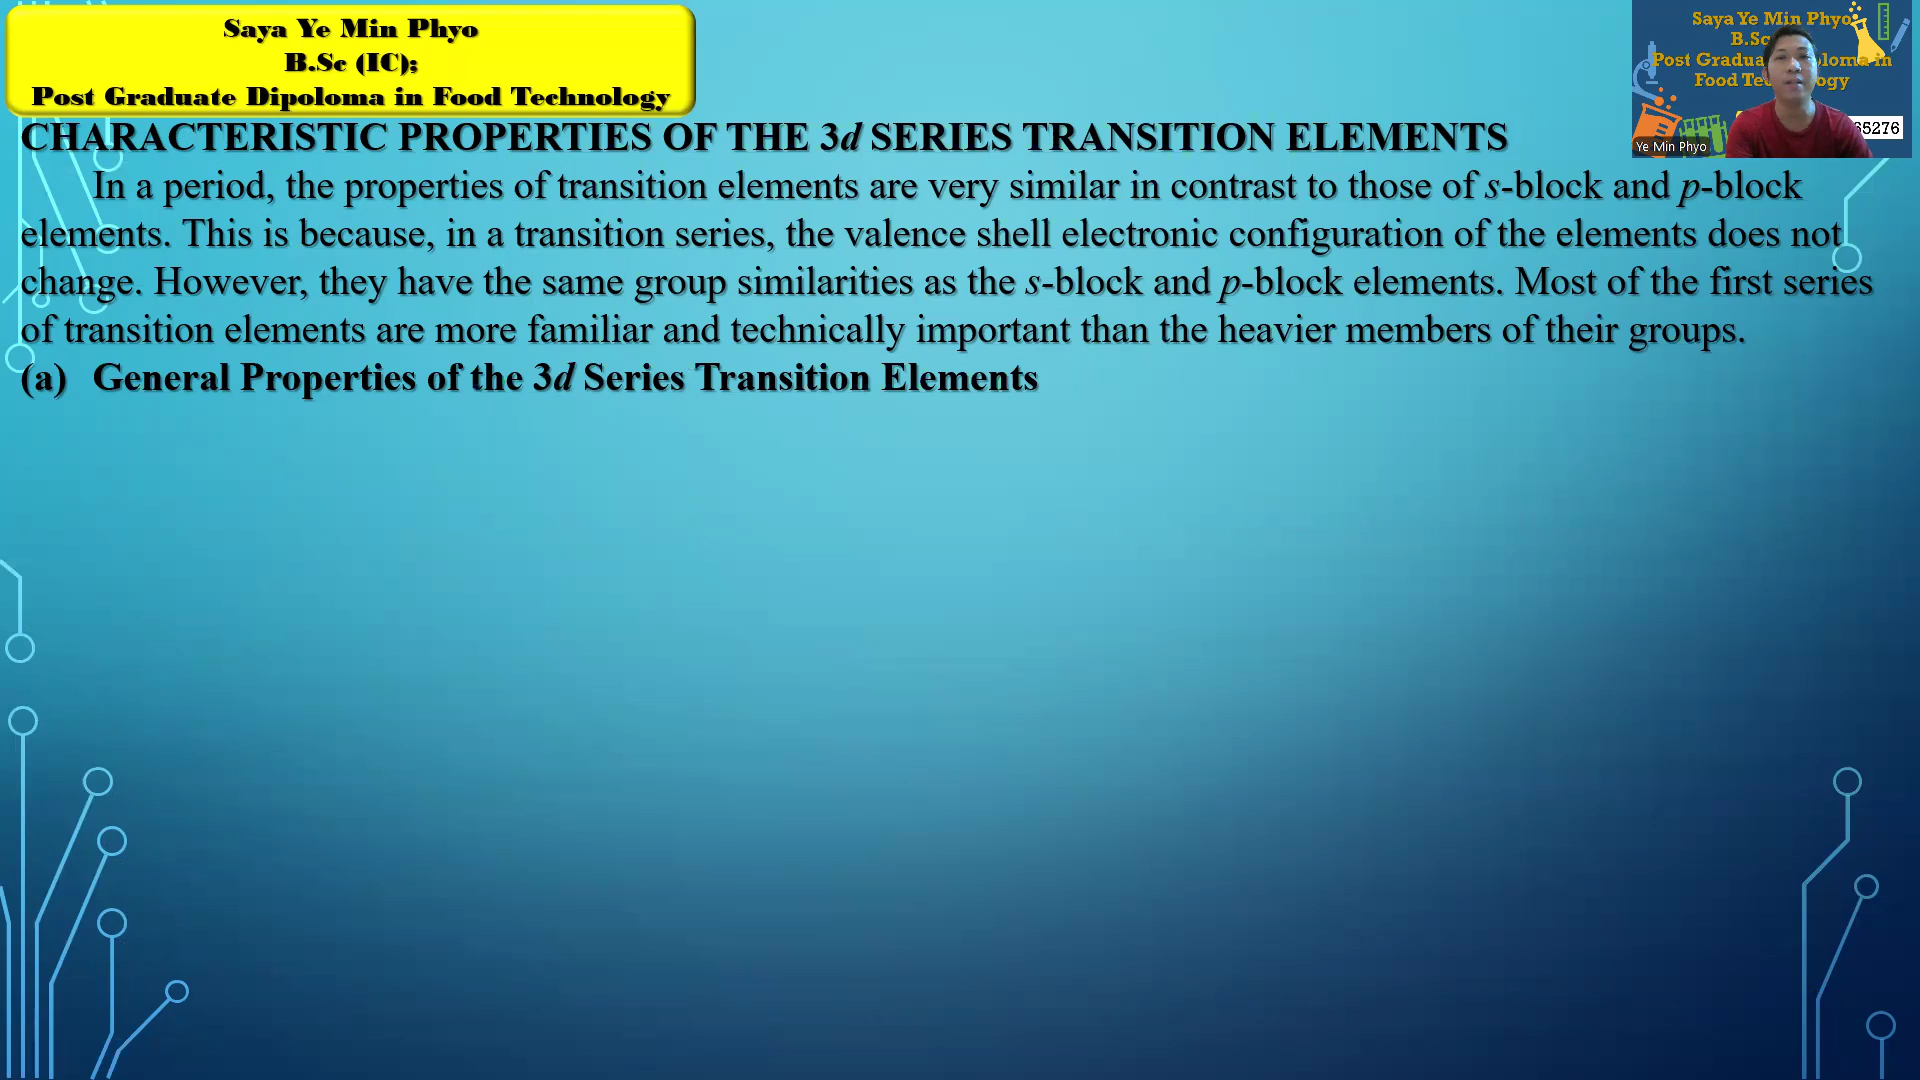 Saya Ye Min Phyo
B.Sc (IC);
Post Graduate Dipoloma in Food Technology
Saya Ye Min Phyo
B.Sc
Post Gradua
in
Food
Ye Min Phyo
65276
CHARACTERISTIC PROPERTIES OF THE 3d SERIES TRANSITION ELEMENTS
In a period, the properties of transition elements are very similar in contrast to those of s-block and p-block
elements. This is because, in a transition series, the valence shell electronic configuration of the elements does not
change. However, they have the same group similarities as the s-block and p-block elements. Most of the first series
of transition elements are more familiar and technically important than the heavier members of their groups.
(a) General Properties of the 3d Series Transition Elements